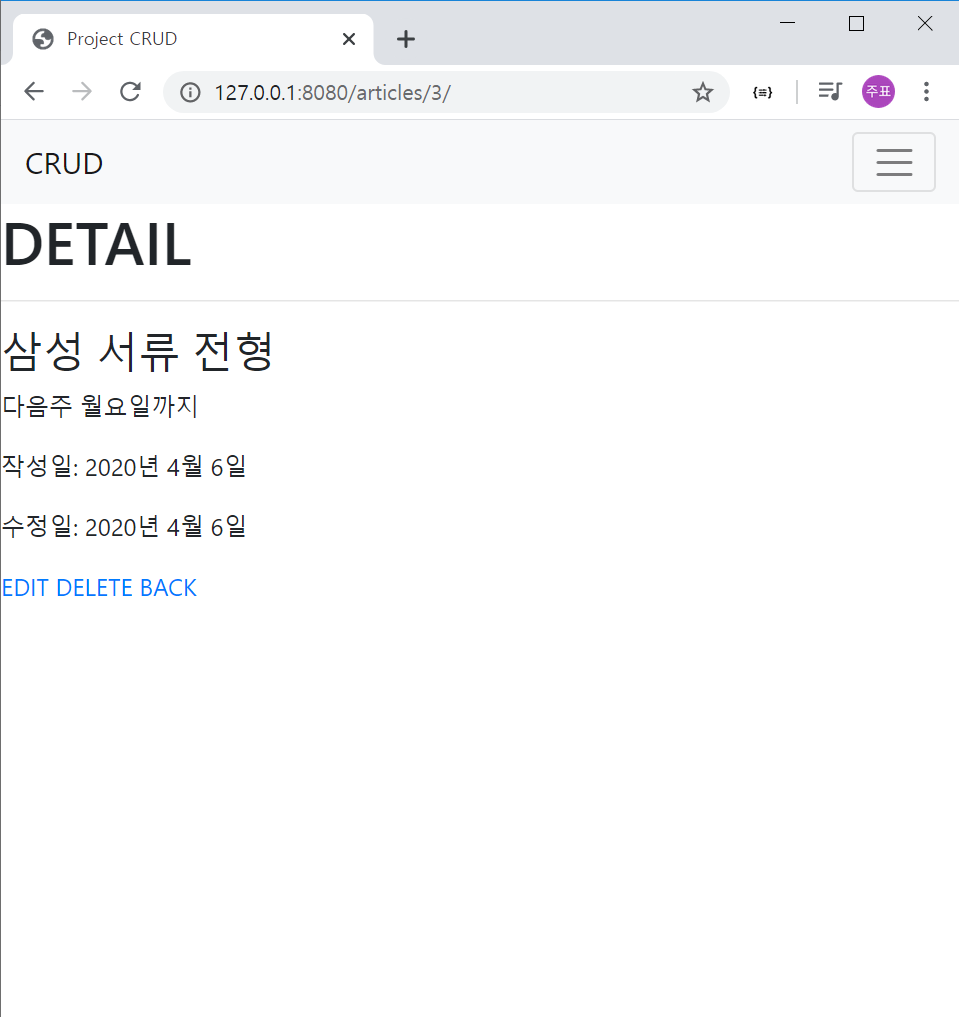 Project CRUD
127.0.0.1:8080/articles/3/
{≡}
주표
CRUD
DETAIL
삼성 서류 전형
다음주 월요일까지
작성일: 2020년 4월 6일
수정일: 2020년 4월 6일
EDIT DELETE BACK